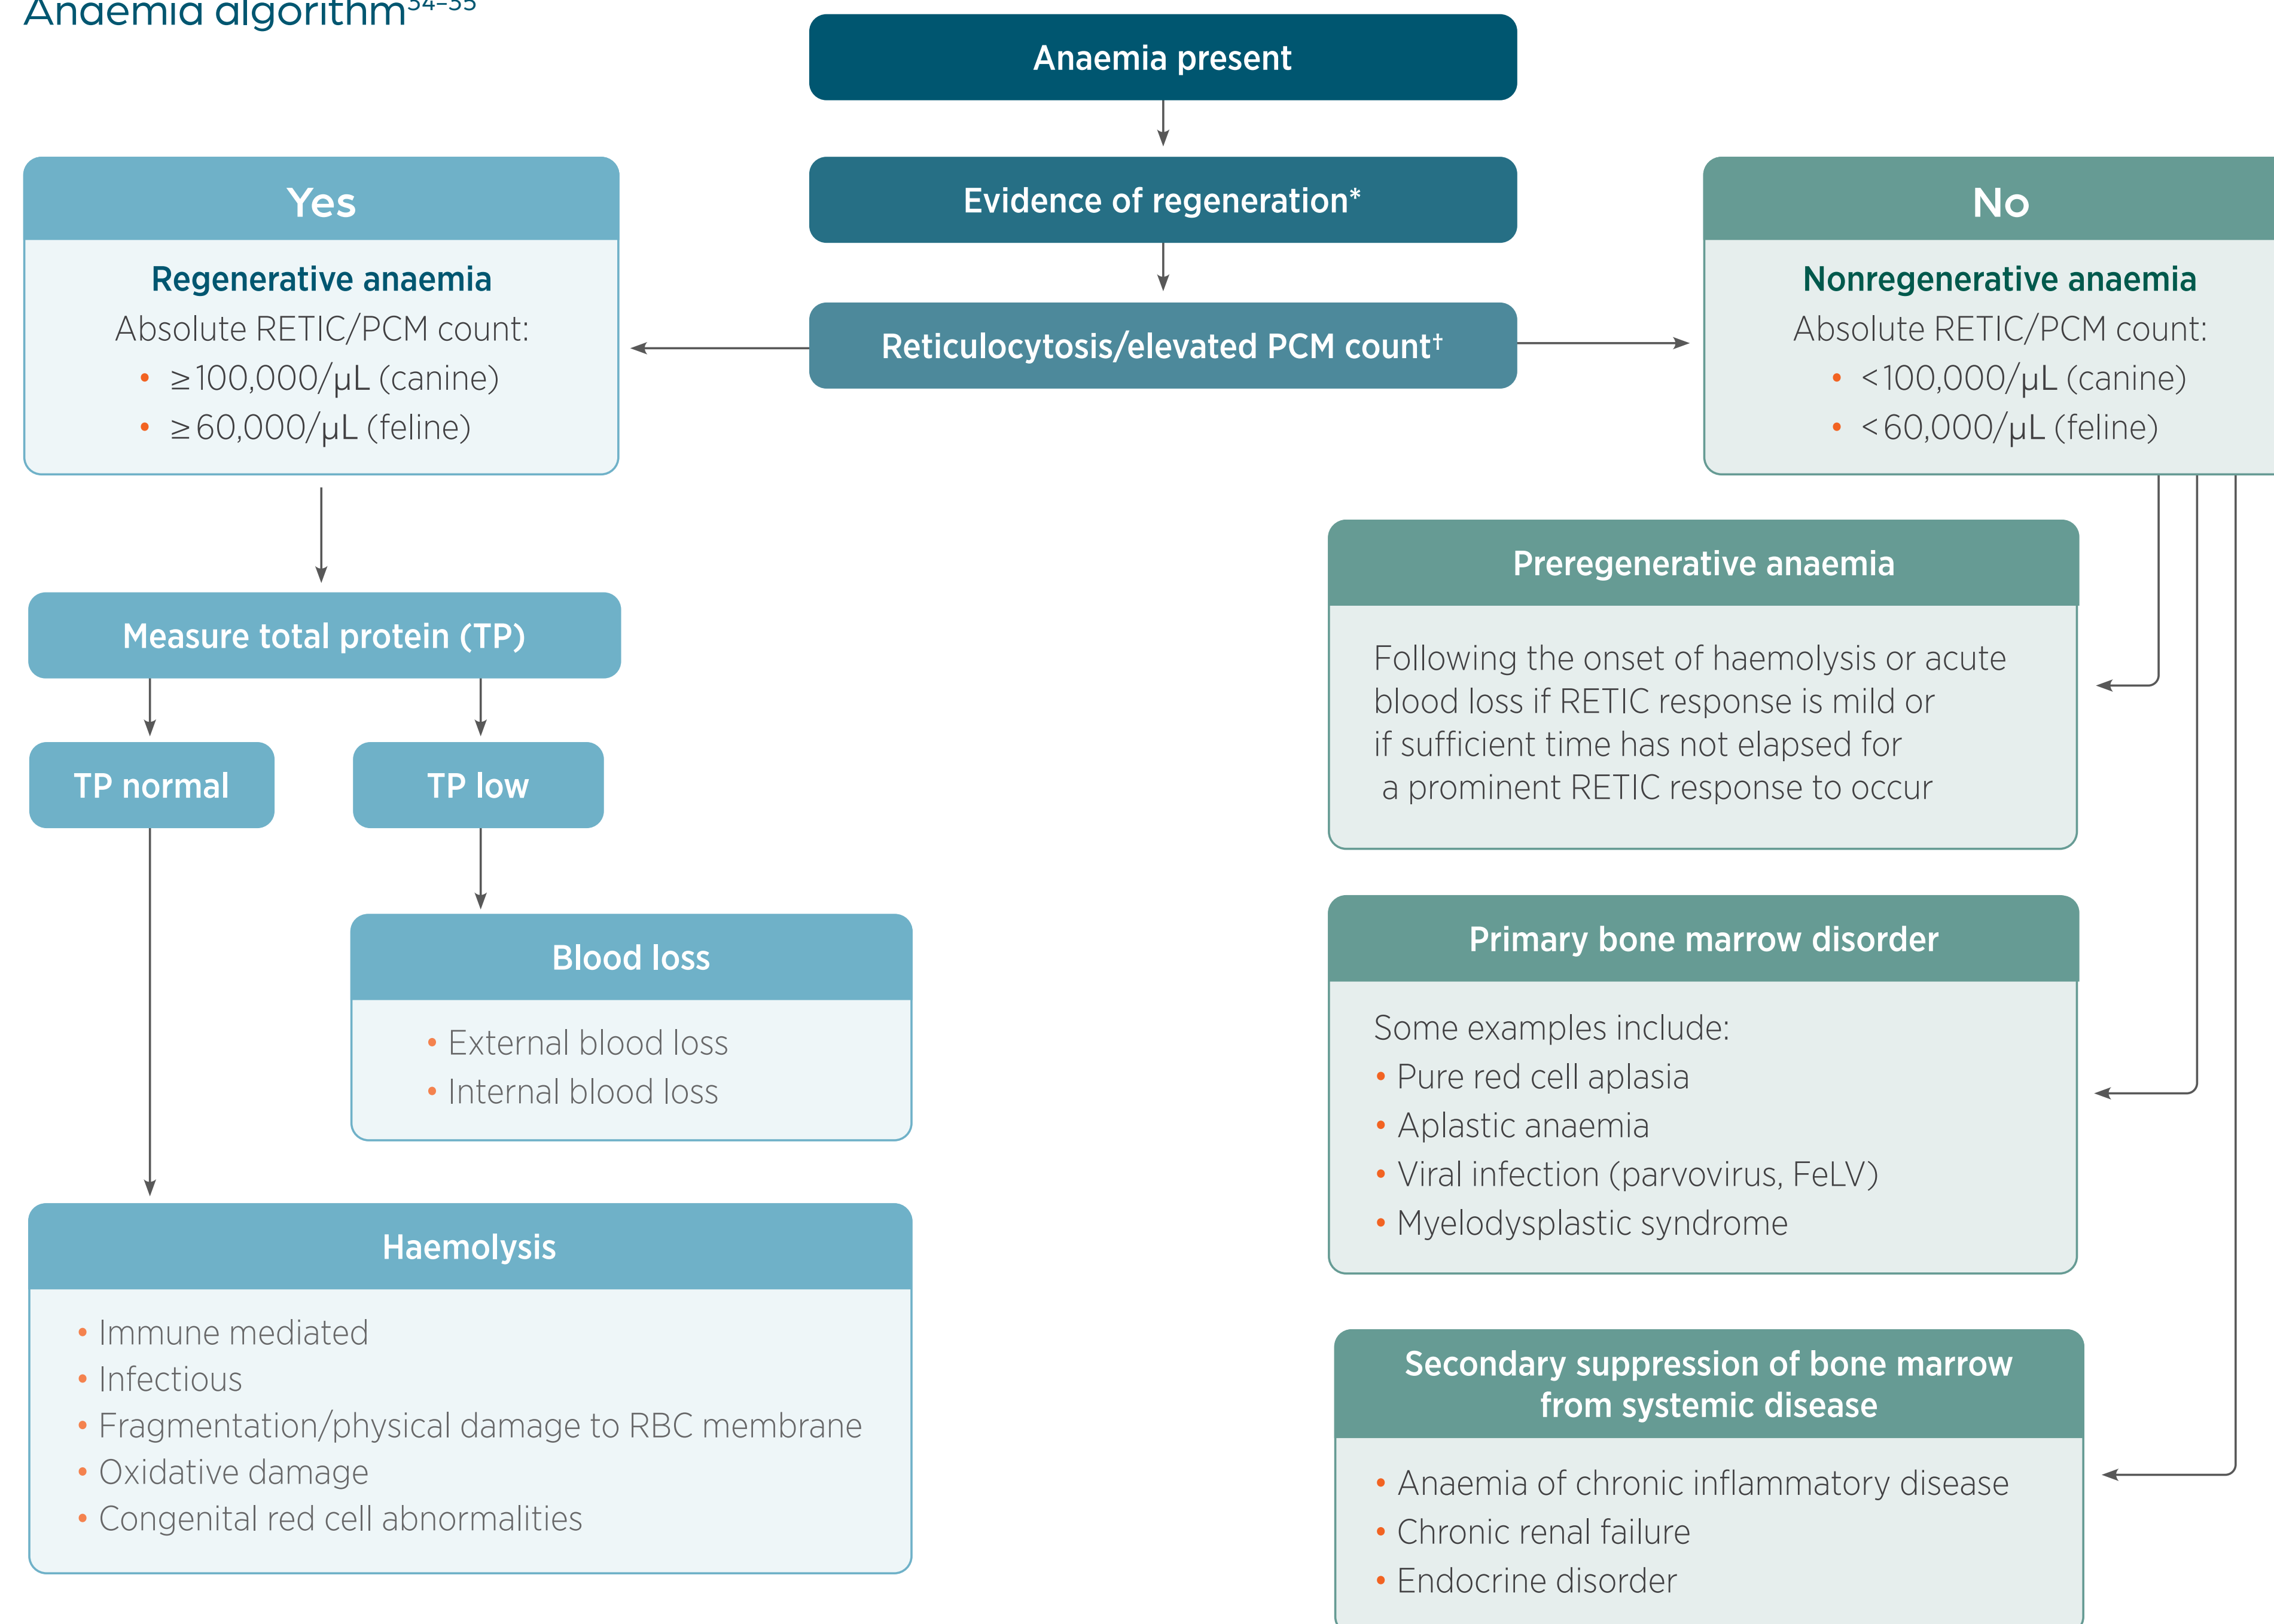 Anaemia algorithm34–35
Anaemia present
Evidence of regeneration*
Reticulocytosis/elevated PCM count†
Yes
Regenerative anaemia
Absolute RETIC/PCM count:
• ≥100,000/µL (canine)
• ≥60,000/µL (feline)
Measure total protein (TP)
TP normal
TP low
Blood loss
• External blood loss
• Internal blood loss
Haemolysis
• Immune mediated
• Infectious
• Fragmentation/physical damage to RBC membrane
• Oxidative damage
• Congenital red cell abnormalities
No
Nonregenerative anaemia
Absolute RETIC/PCM count:
• <100,000/µL (canine)
• <60,000/µL (feline)
Preregenerative anaemia
Following the onset of haemolysis or acute
blood loss if RETIC response is mild or
if sufficient time has not elapsed for
a prominent RETIC response to occur
Primary bone marrow disorder
Some examples include:
• Pure red cell aplasia
• Aplastic anaemia
• Viral infection (parvovirus, FeLV)
• Myelodysplastic syndrome
Secondary suppression of bone marrow
from systemic disease
• Anaemia of chronic inflammatory disease
• Chronic renal failure
• Endocrine disorder